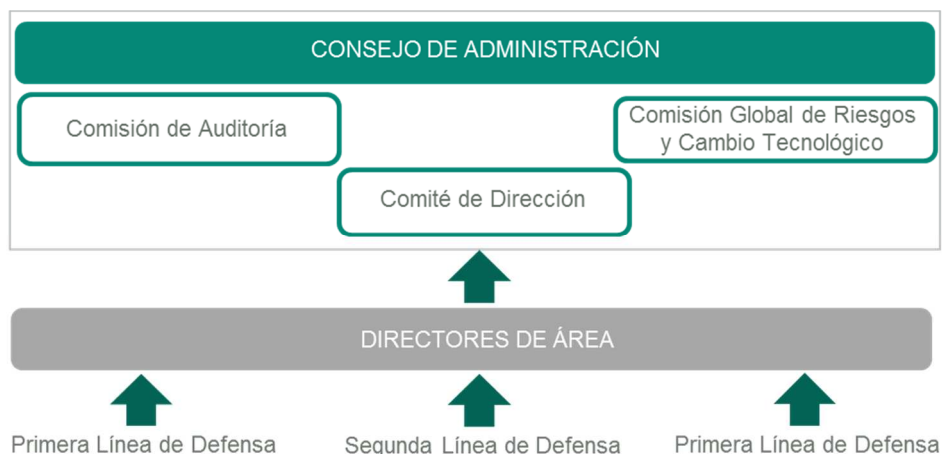 CONSEJO DE ADMINISTRACIÓN
Comisión de Auditoría
Comisión Global de Riesgos
y Cambio Tecnológico
Comité de Dirección
DIRECTORES DE ÁREA
Primera Línea de Defensa
Segunda Línea de Defensa
Primera Línea de Defensa